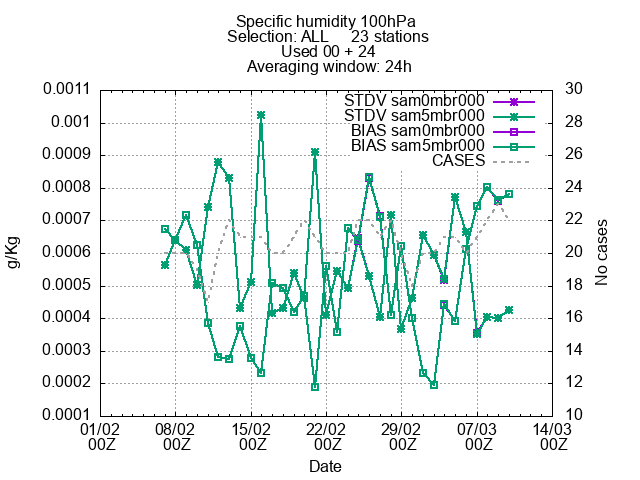 Specific humidity 100hPa
Selection: ALL 23 stations
Used 00 + 24
Averaging window: 24h
STDV sam0mbr000
STDV sam5mbr000
BIAS sam0mbr000
BIAS sam5mbr000
CASES
g/Kg
0.0011
0.001
0.0009
0.0008
0.0007
0.0006
0.0005
0.0004
0.0003
0.0002
0.0001
30
28
26
24
22
20
18
16
14
12
10
No cases
01/02 08/02 15/02 22/02 29/02 07/03 14/03
00Z 00Z 00Z 00Z 00Z 00Z 00Z
Date